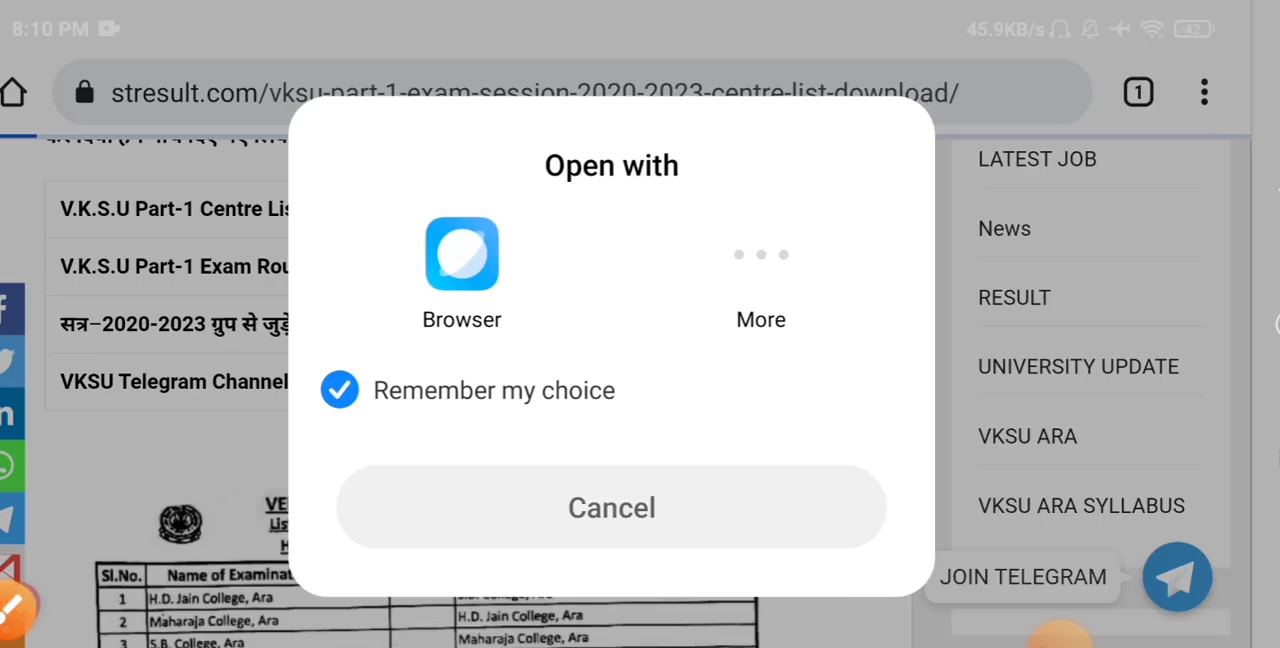 8:10 PM
45.9KB/s
42
stresult.com/vksu-part-1-exam-session-2020-2023-centre-list-download/
1
Open with
Browser
More
Remember my choice
Cancel
V.K.S.U Part-1 Centre
V.K.S.U Part-1 Exam
सत्र–2020-2023 ग्रुप से
VKSU Telegram Channel
Sl.No.
Name of
1
H.D. Jain College, Ara
H.D. Jain College, Ara
2
Maharaja College, Ara
Maharaja College, Ara
3
S.B. College, Ara
LATEST JOB
News
RESULT
UNIVERSITY UPDATE
VKSU ARA
VKSU ARA SYLLABUS
JOIN TELEGRAM